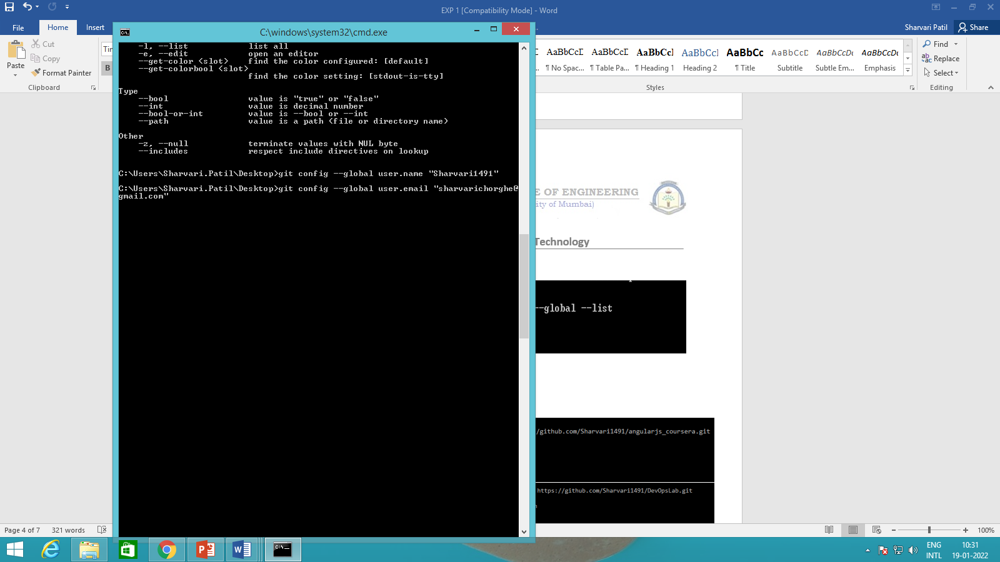 EXP 1 [Compatibility Mode] - Word
File
Home
Insert
Sharvari Patil
Share
Paste
Cut
Copy
Format Painter
Clipboard
B
C:\windows\system32\cmd.exe
AaBbCcD AaBbCcD AaBbCcI AaBbCcI AaBbCc AaBbCcD AaBbCcDc AaBbCcDc
¶ No Spac... ¶ Table Pa... ¶ Heading 1 Heading 2 ¶ Title Subtitle Subtle Em... Emphasis
Styles
Find
Replace
Select
Editing
-l, --list list all
-e, --edit open an editor
--get-color <slot> find the color configured: [default]
--get-colorbool <slot>
find the color setting: [stdout-is-tty]
Type
--bool value is "true" or "false"
--int value is decimal number
--bool-or-int value is --bool or --int
--path value is a path (file or directory name)
Other
-z, --null terminate values with NUL byte
--includes respect include directives on lookup
C:\Users\Sharvari.Patil\Desktop>git config --global user.name "Sharvari1491"
C:\Users\Sharvari.Patil\Desktop>git config --global user.email "sharvarichorghe@
gmail.com"
E OF ENGINEERING
ity of Mumbai)
Technology
--global --list
/github.com/Sharvari1491/angularjs_coursera.git
https://github.com/Sharvari1491/DevOpsLab.git
Page 4 of 7 321 words
100%
ENG
INTL
10:31
19-01-2022